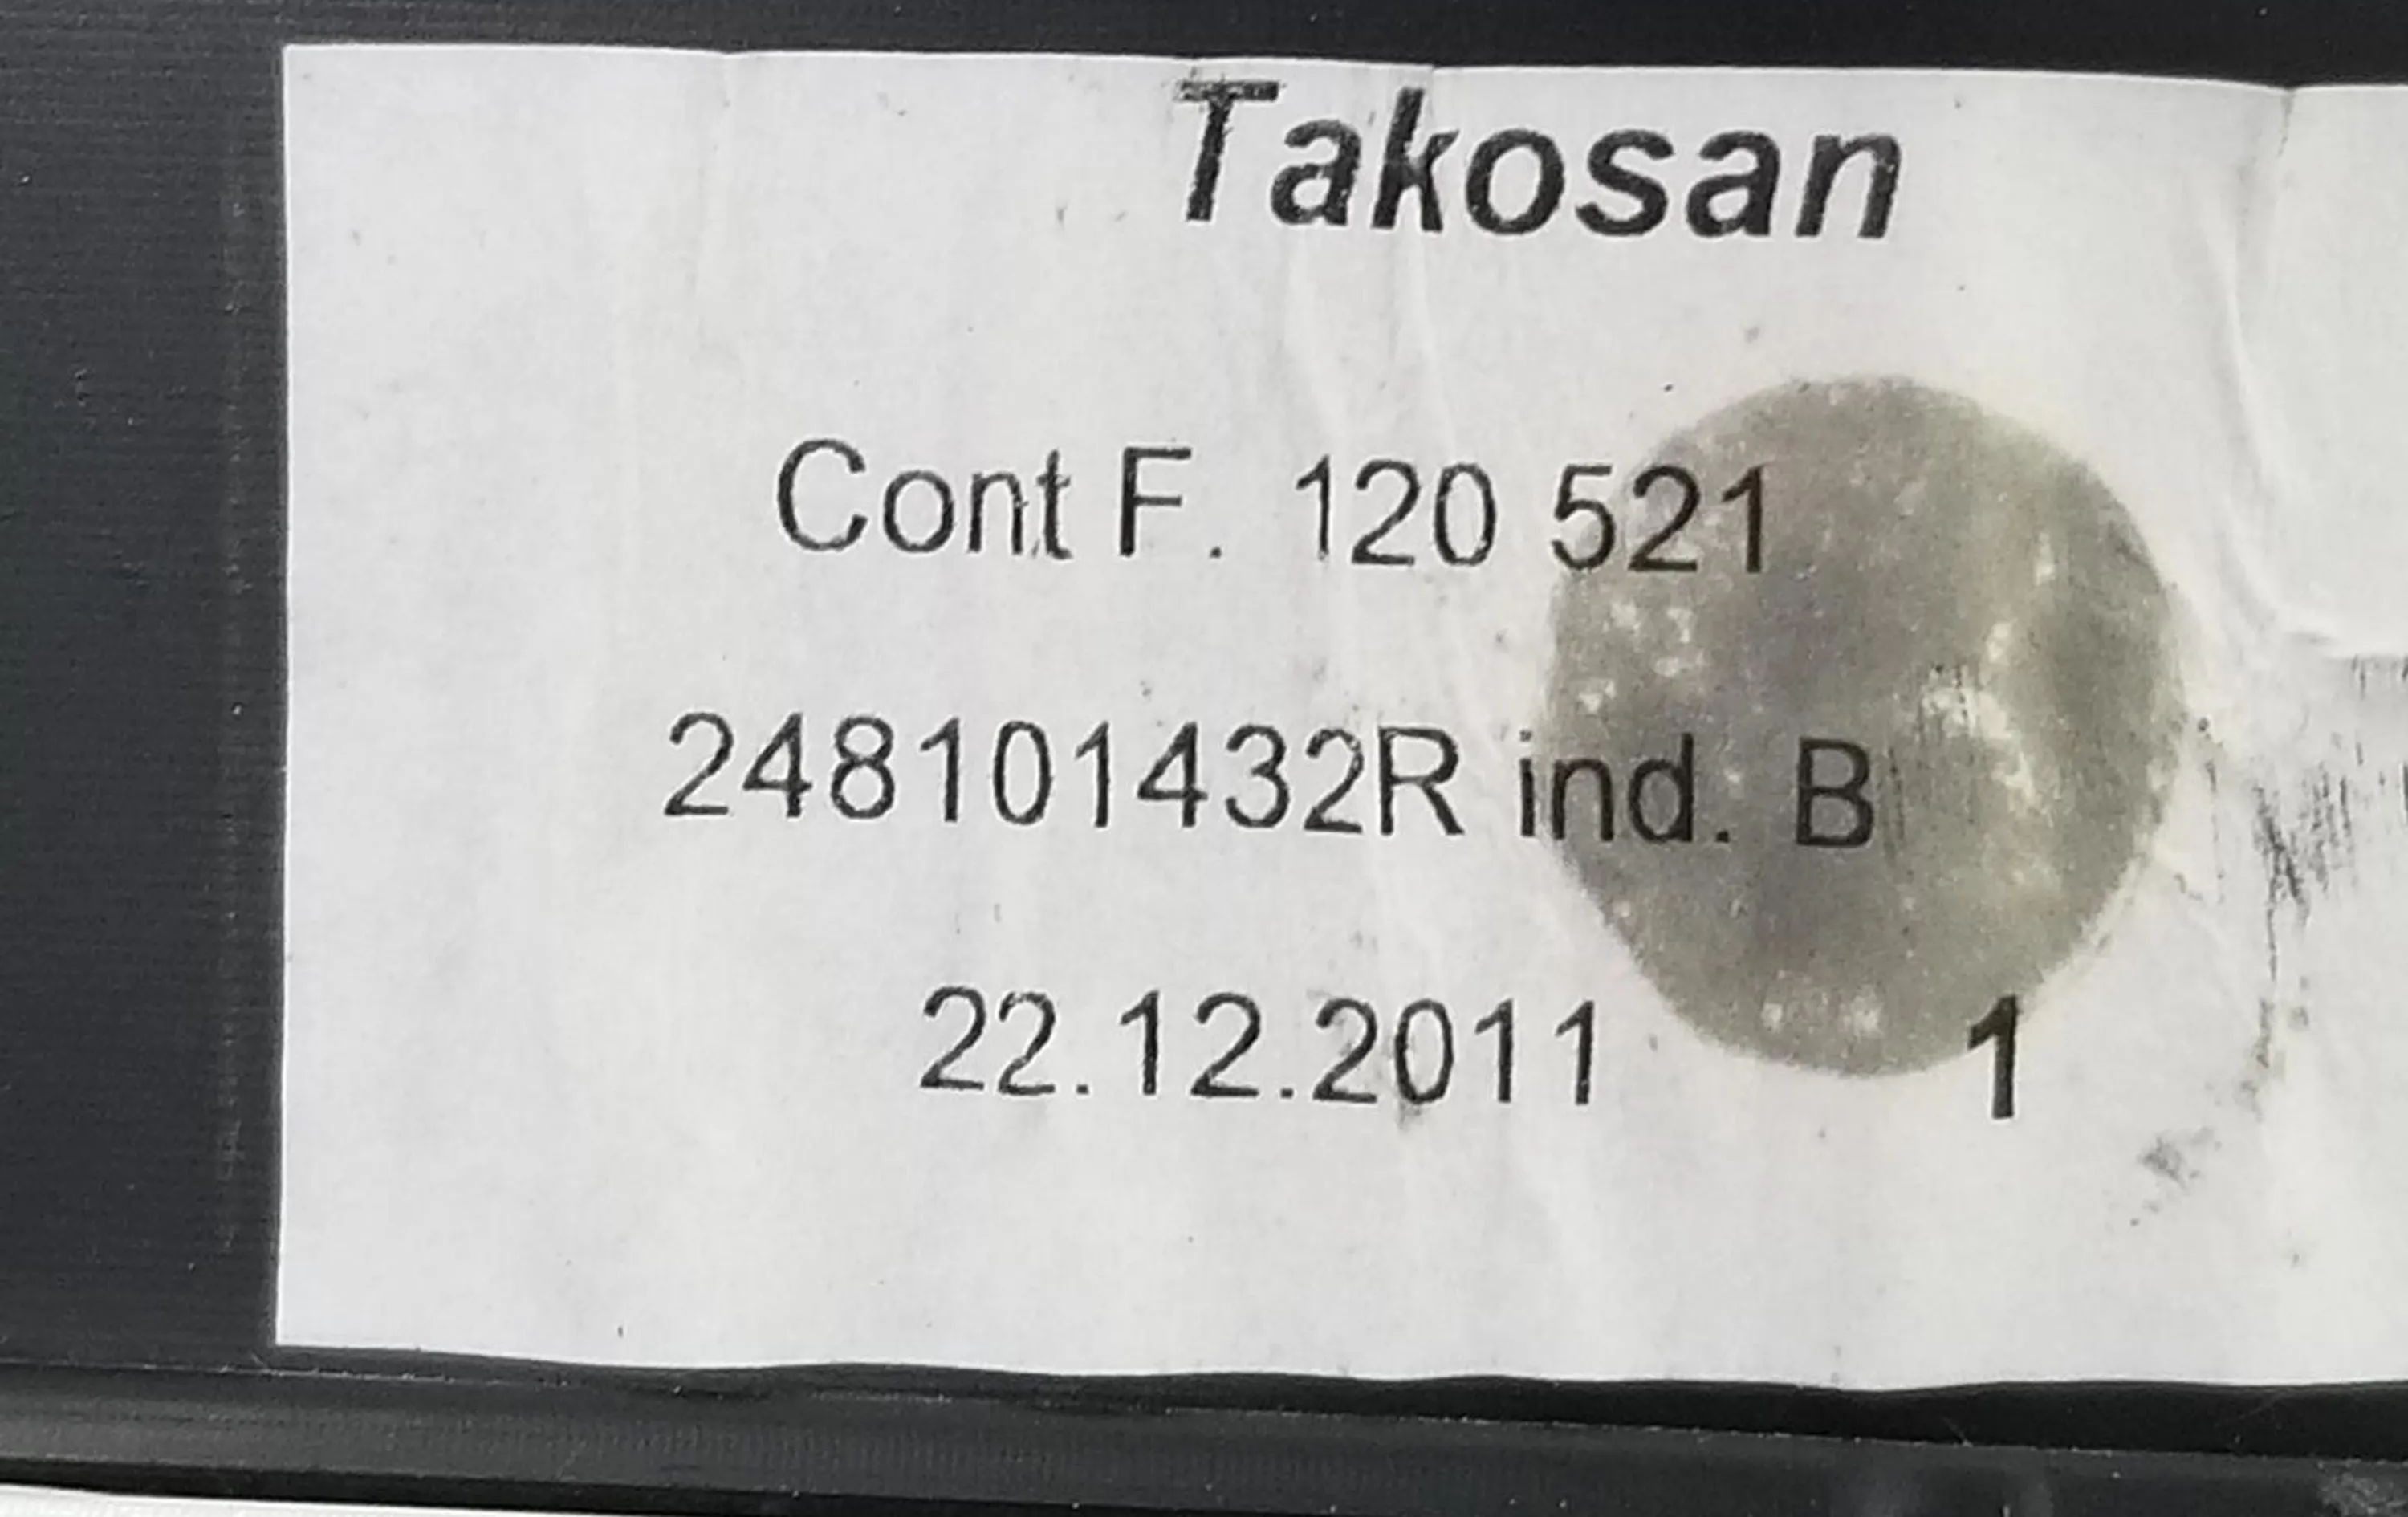 Takosan
Cont F. 120 521
248101432R ind. B
22.12.2011 1